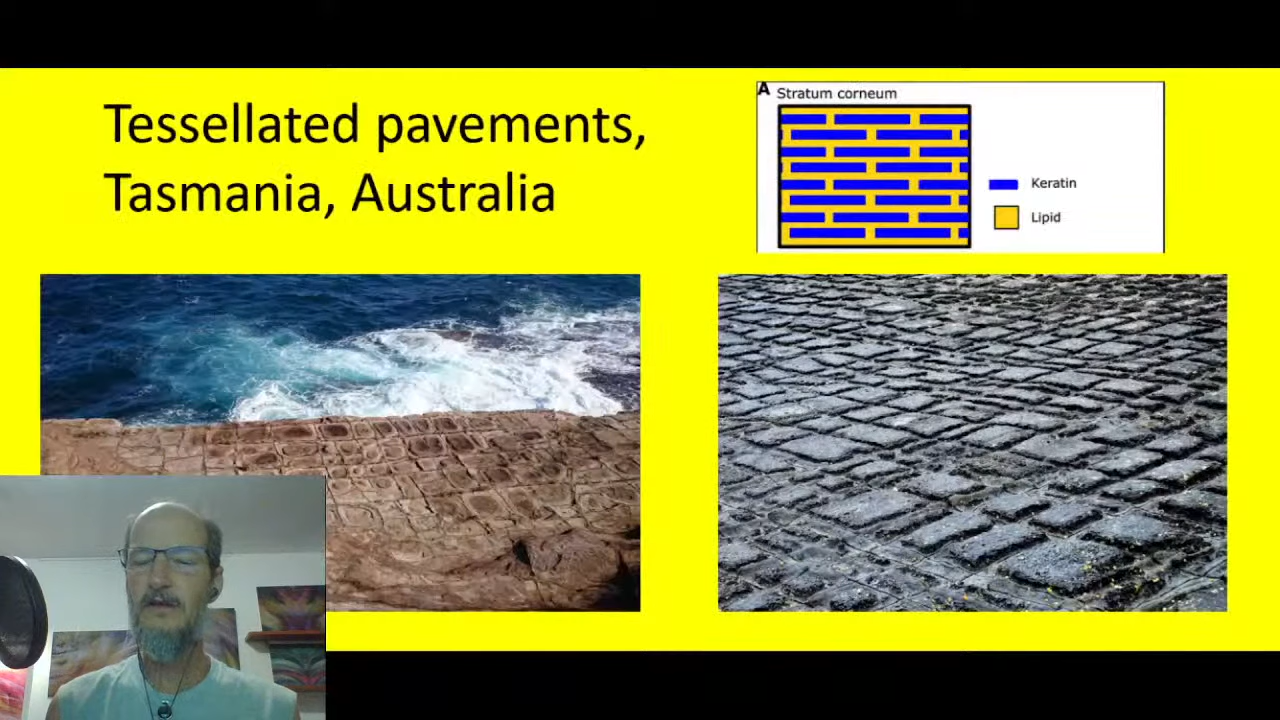 Tessellated pavements,
Tasmania, Australia
A Stratum corneum
Keratin
Lipid